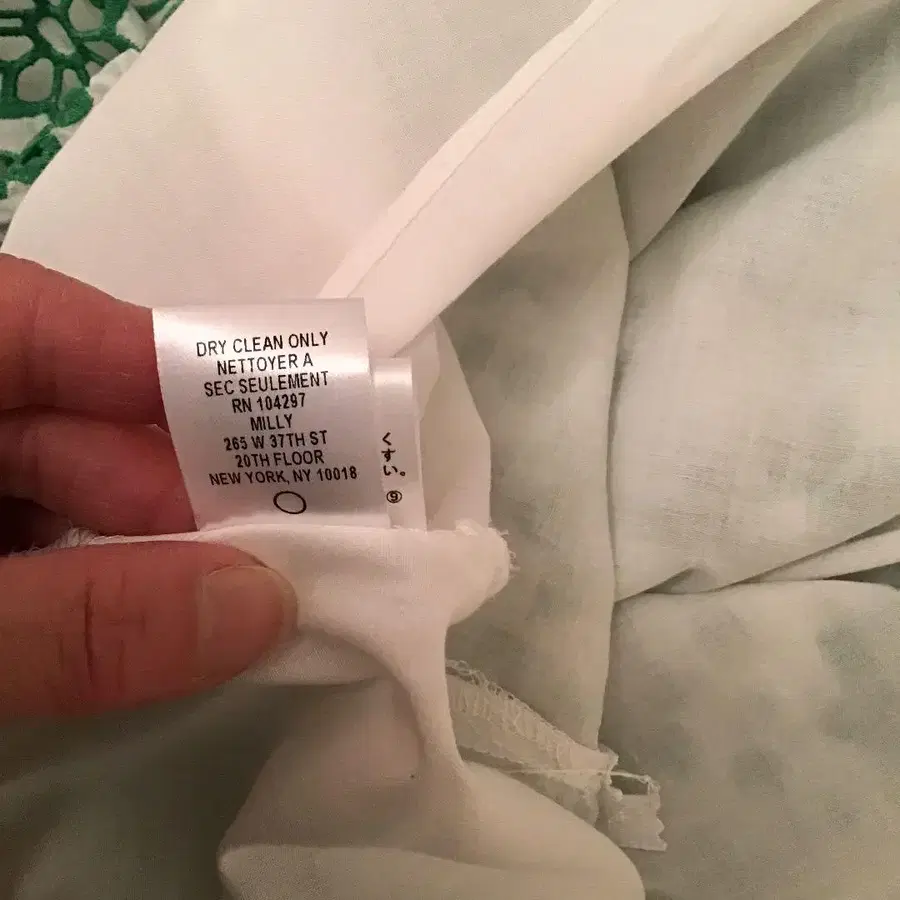 DRY CLEAN ONLY
NETTOYER A
SEC SEULEMENT
RN 104297
MILLY
265 W 37TH ST
20TH FLOOR
NEW YORK, NY 10018
くすい。